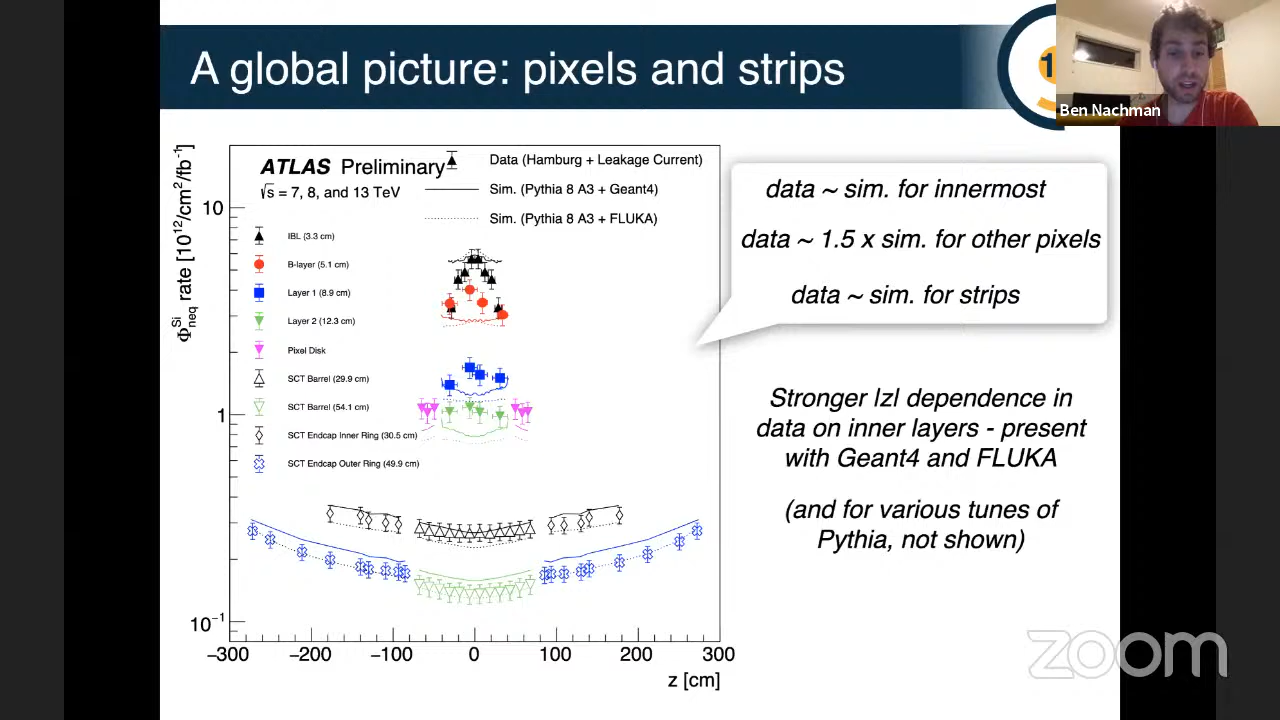 A global picture: pixels and strips
Ben Nachman
ATLAS Preliminary
√s = 7, 8, and 13 TeV
Data (Hamburg + Leakage Current)
Sim. (Pythia 8 A3 + Geant4)
Sim. (Pythia 8 A3 + FLUKA)
IBL (3.3 cm)
B-layer (5.1 cm)
Layer 1 (8.9 cm)
Layer 2 (12.3 cm)
Pixel Disk
SCT Barrel (29.9 cm)
SCT Barrel (54.1 cm)
SCT Endcap Inner Ring (30.5 cm)
SCT Endcap Outer Ring (49.9 cm)
Φ^Si_neq rate [10^12/cm^2/fb^-1]
10
1
10^-1
−300 −200 −100 0 100 200 300
z [cm]
data ~ sim. for innermost
data ~ 1.5 x sim. for other pixels
data ~ sim. for strips
Stronger |z| dependence in
data on inner layers - present
with Geant4 and FLUKA
(and for various tunes of
Pythia, not shown)
zoom